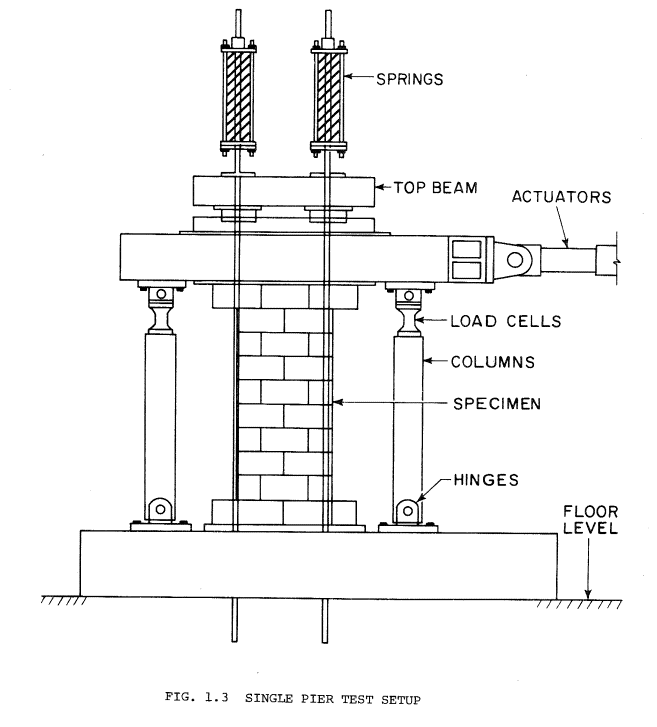 SPRINGS
TOP BEAM
ACTUATORS
LOAD CELLS
COLUMNS
SPECIMEN
HINGES
FLOOR
LEVEL
FIG. 1.3 SINGLE PIER TEST SETUP